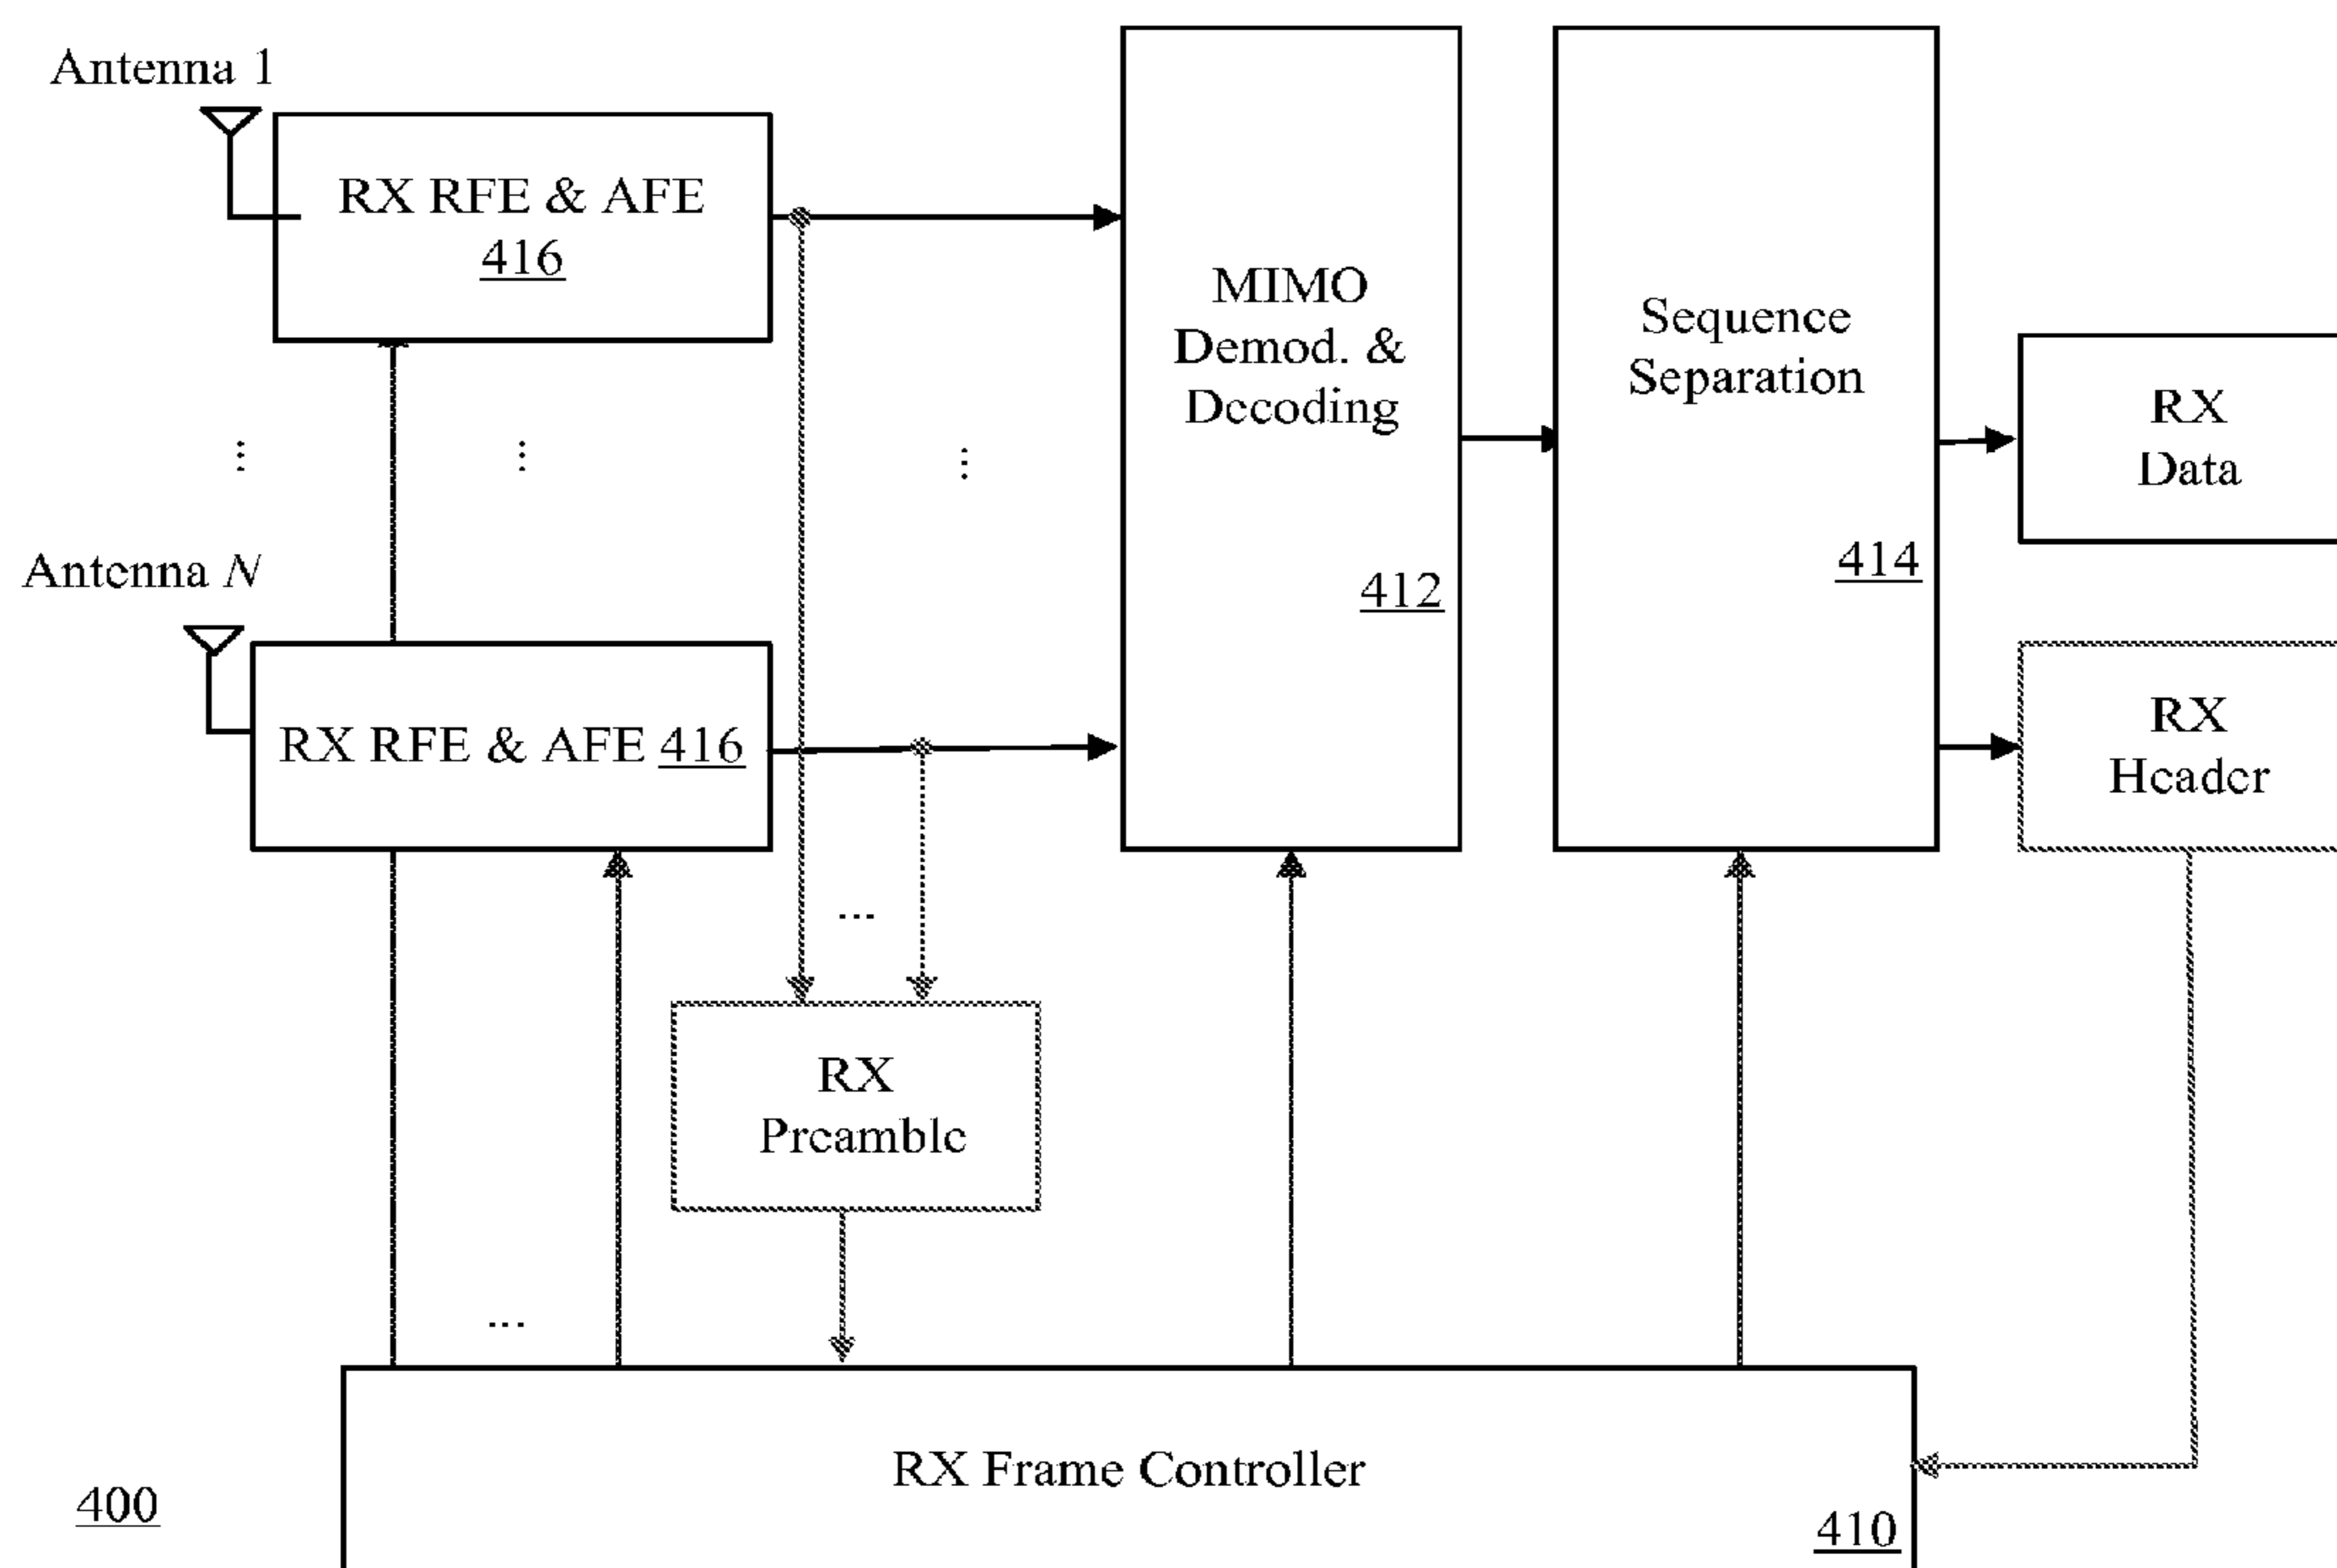 Antenna 1
RX RFE & AFE
416
MIMO
Demod. &
Decoding
412
Sequence
Separation
414
RX
Data
⋮
⋮
⋮
Antenna N
RX RFE & AFE 416
RX
Header
...
RX
Preamble
...
RX Frame Controller
410
400